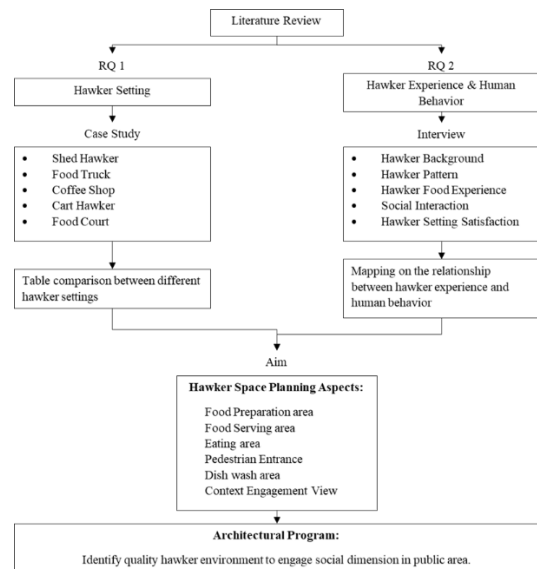 Literature Review
RQ 1
Hawker Setting
Case Study
• Shed Hawker
• Food Truck
• Coffee Shop
• Cart Hawker
• Food Court
Table comparison between different
hawker settings
RQ 2
Hawker Experience & Human
Behavior
Interview
• Hawker Background
• Hawker Pattern
• Hawker Food Experience
• Social Interaction
• Hawker Setting Satisfaction
Mapping on the relationship
between hawker experience and
human behavior
Aim
Hawker Space Planning Aspects:
Food Preparation area
Food Serving area
Eating area
Pedestrian Entrance
Dish wash area
Context Engagement View
Architectural Program:
Identify quality hawker environment to engage social dimension in public area.